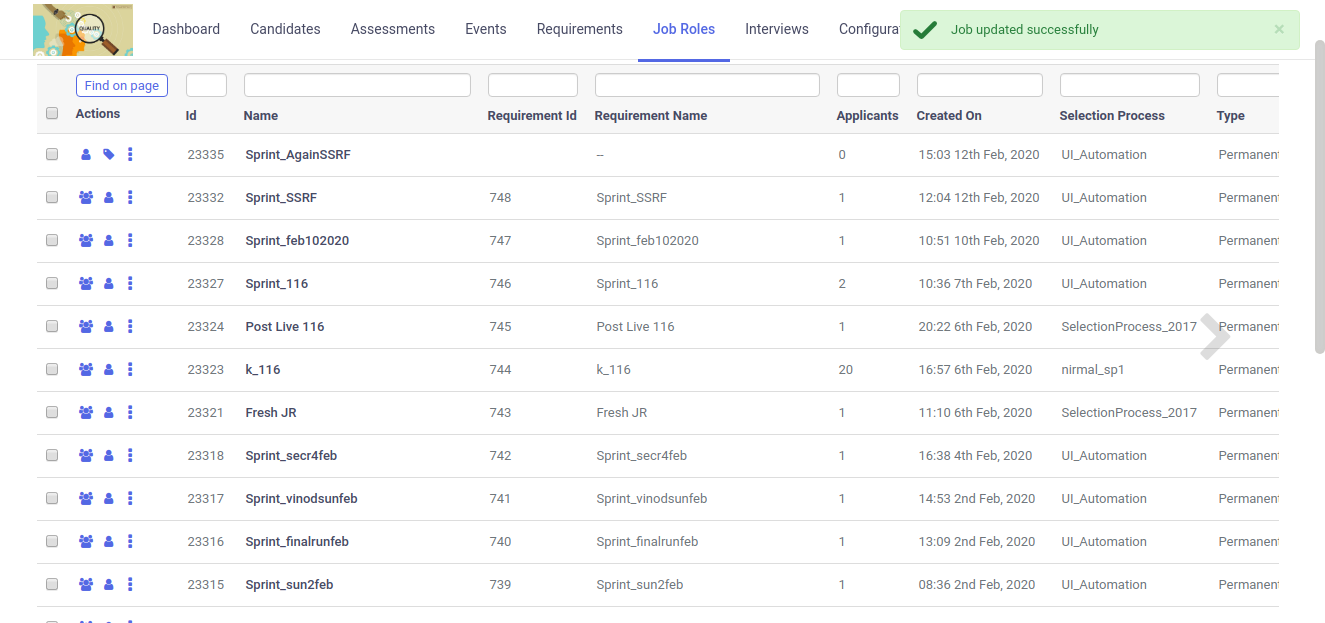 QUALITY
Dashboard Candidates Assessments Events Requirements Job Roles Interviews Configura
Job updated successfully ×
Find on page
Actions Id Name Requirement Id Requirement Name Applicants Created On Selection Process Type
23335 Sprint_AgainSSRF -- 0 15:03 12th Feb, 2020 UI_Automation Permanent
23332 Sprint_SSRF 748 Sprint_SSRF 1 12:04 12th Feb, 2020 UI_Automation Permanent
23328 Sprint_feb102020 747 Sprint_feb102020 1 10:51 10th Feb, 2020 UI_Automation Permanent
23327 Sprint_116 746 Sprint_116 2 10:36 7th Feb, 2020 UI_Automation Permanent
23324 Post Live 116 745 Post Live 116 1 20:22 6th Feb, 2020 SelectionProcess_2017 Permanent
23323 k_116 744 k_116 20 16:57 6th Feb, 2020 nirmal_sp1 Permanent
23321 Fresh JR 743 Fresh JR 1 11:10 6th Feb, 2020 SelectionProcess_2017 Permanent
23318 Sprint_secr4feb 742 Sprint_secr4feb 1 16:38 4th Feb, 2020 UI_Automation Permanent
23317 Sprint_vinodsunfeb 741 Sprint_vinodsunfeb 1 14:53 2nd Feb, 2020 UI_Automation Permanent
23316 Sprint_finalrunfeb 740 Sprint_finalrunfeb 1 13:09 2nd Feb, 2020 UI_Automation Permanent
23315 Sprint_sun2feb 739 Sprint_sun2feb 1 08:36 2nd Feb, 2020 UI_Automation Permanent